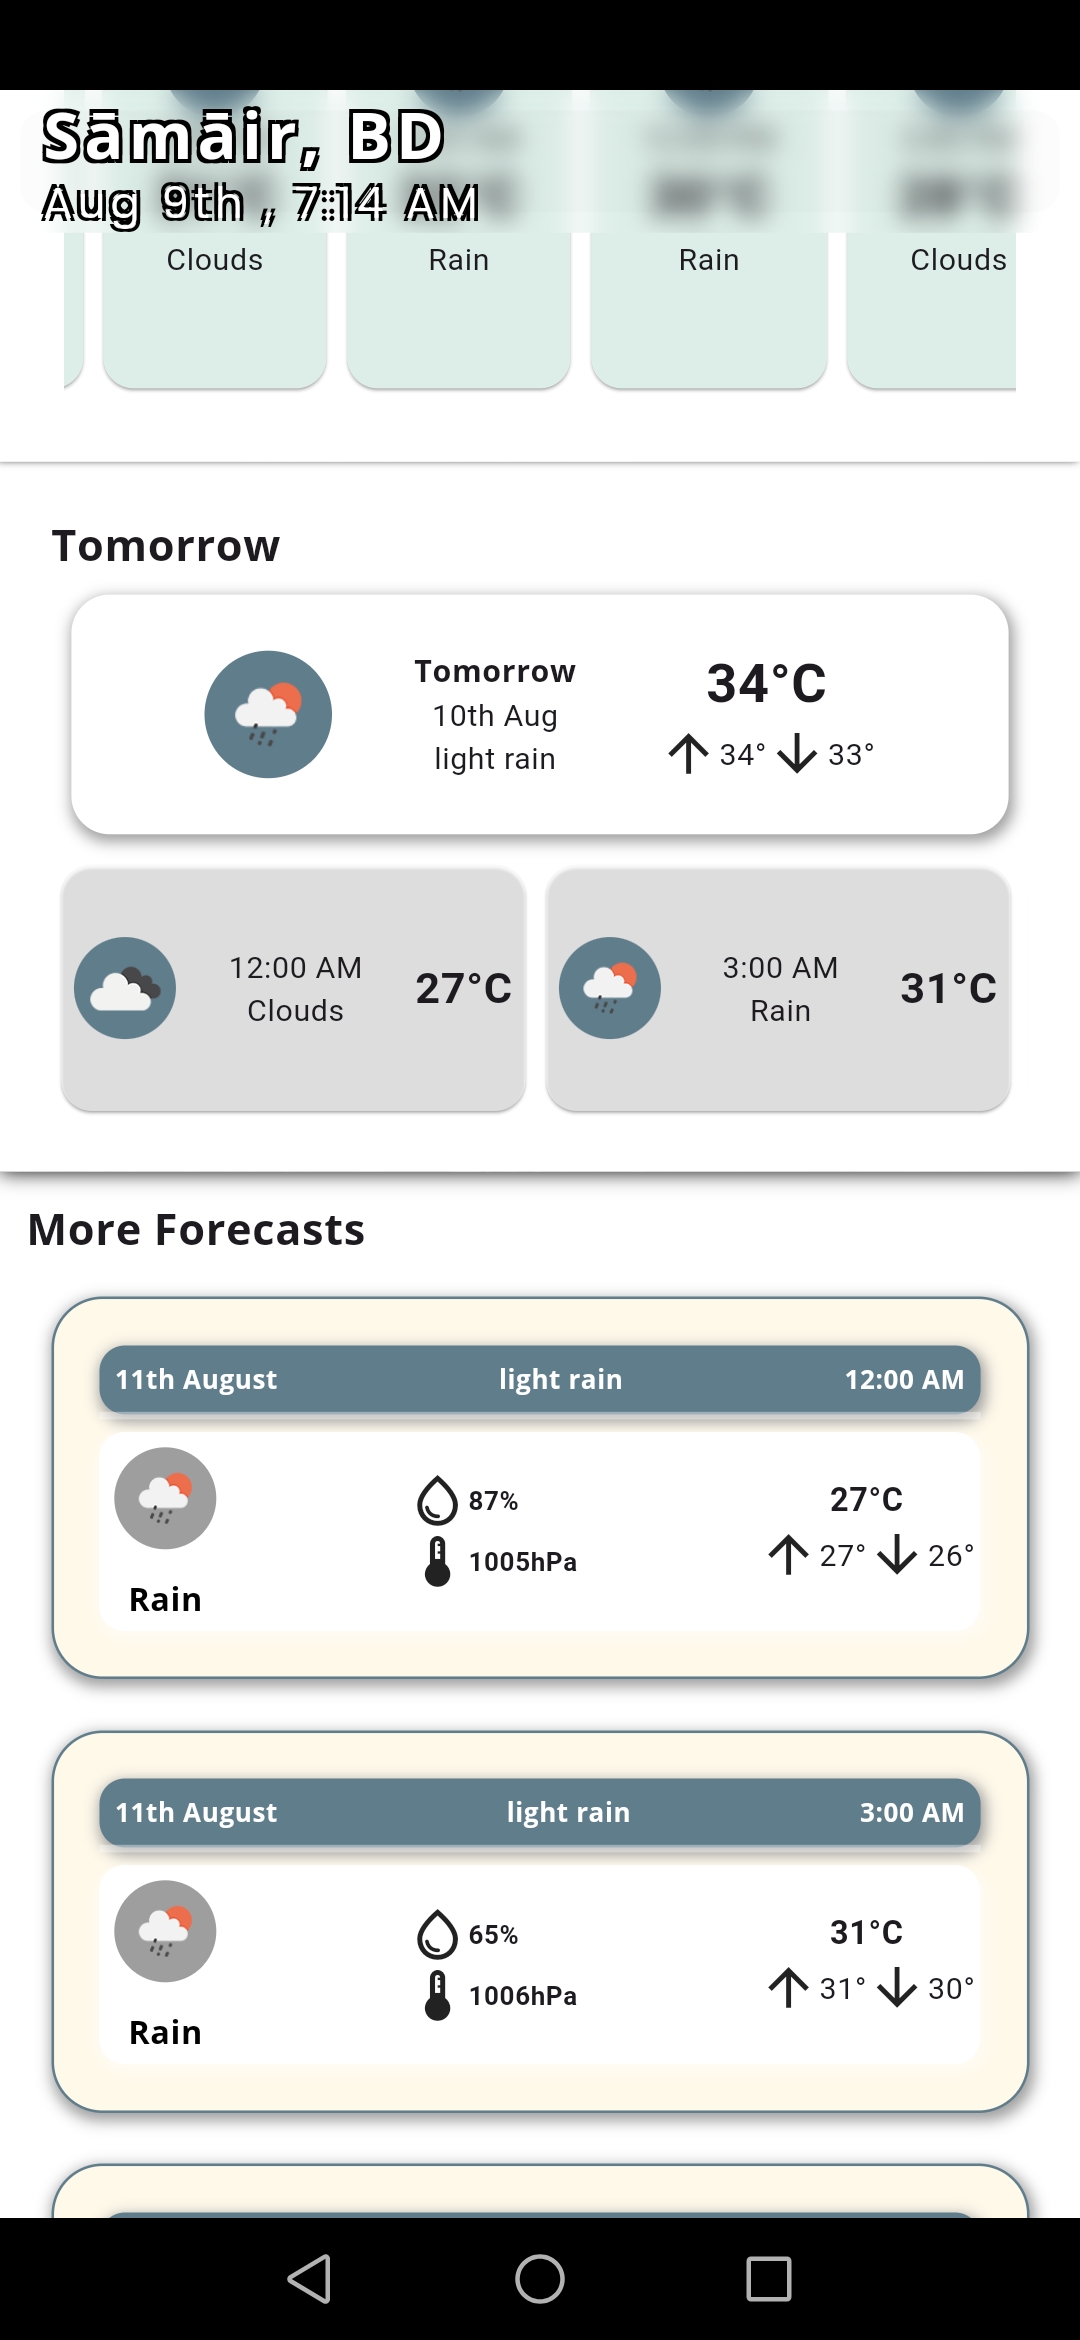 Sāmāir, BD
Aug 9th , 7:14 AM
Clouds
Rain
Rain
Clouds
Tomorrow
Tomorrow
10th Aug
light rain
34°C
34° 33°
12:00 AM
Clouds
27°C
3:00 AM
Rain
31°C
More Forecasts
11th August light rain 12:00 AM
Rain
87%
1005hPa
27°C
27° 26°
11th August light rain 3:00 AM
Rain
65%
1006hPa
31°C
31° 30°